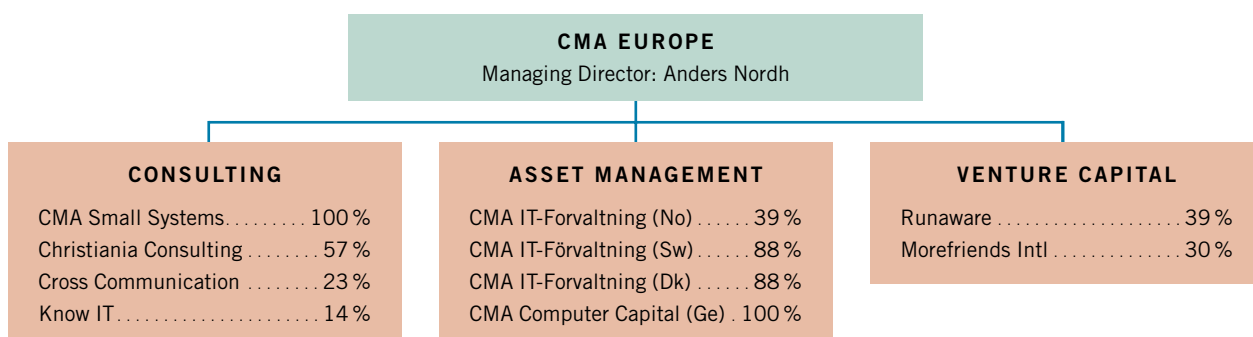 CMA EUROPE
Managing Director: Anders Nordh
CONSULTING
CMA Small Systems......... 100 %
Christiania Consulting ........ 57 %
Cross Communication ........ 23 %
Know IT...................... 14 %
ASSET MANAGEMENT
CMA IT-Forvaltning (No) ...... 39 %
CMA IT-Förvaltning (Sw) ...... 88 %
CMA IT-Forvaltning (Dk) ...... 88 %
CMA Computer Capital (Ge) . 100 %
VENTURE CAPITAL
Runaware .................... 39 %
Morefriends Intl .............. 30 %